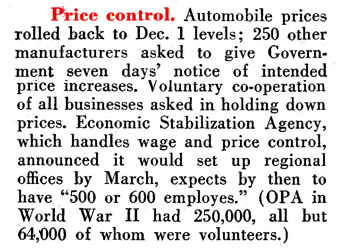 Price control. Automobile prices
rolled back to Dec. 1 levels; 250 other
manufacturers asked to give Govern-
ment seven days' notice of intended
price increases. Voluntary co-operation
of all businesses asked in holding down
prices. Economic Stabilization Agency,
which handles wage and price control,
announced it would set up regional
offices by March, expects by then to
have "500 or 600 employes." (OPA in
World War II had 250,000, all but
64,000 of whom were volunteers.)